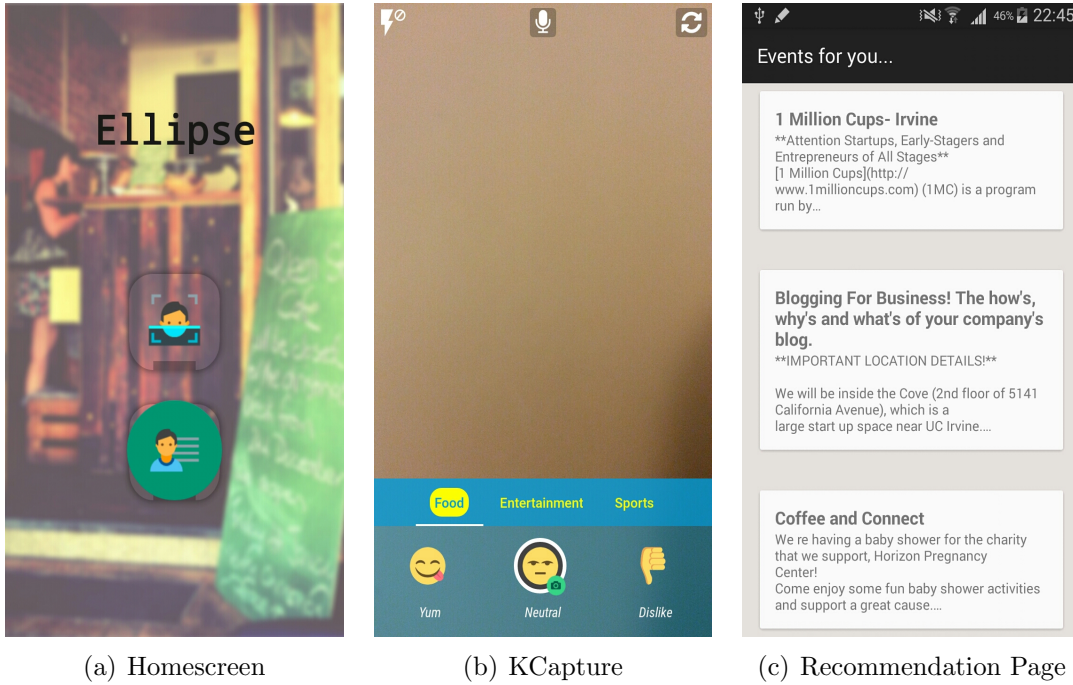 Ellipse
Food Entertainment Sports
Yum Neutral Dislike
46% 22:45
Events for you...
1 Million Cups- Irvine
**Attention Startups, Early-Stagers and
Entrepreneurs of All Stages**
[1 Million Cups](http://
www.1millioncups.com) (1MC) is a program
run by…
Blogging For Business! The how's,
why's and what's of your company's
blog.
**IMPORTANT LOCATION DETAILS!**
We will be inside the Cove (2nd floor of 5141
California Avenue), which is a
large start up space near UC Irvine.…
Coffee and Connect
We re having a baby shower for the charity
that we support, Horizon Pregnancy
Center!
Come enjoy some fun baby shower activities
and support a great cause.…
(a) Homescreen
(b) KCapture
(c) Recommendation Page